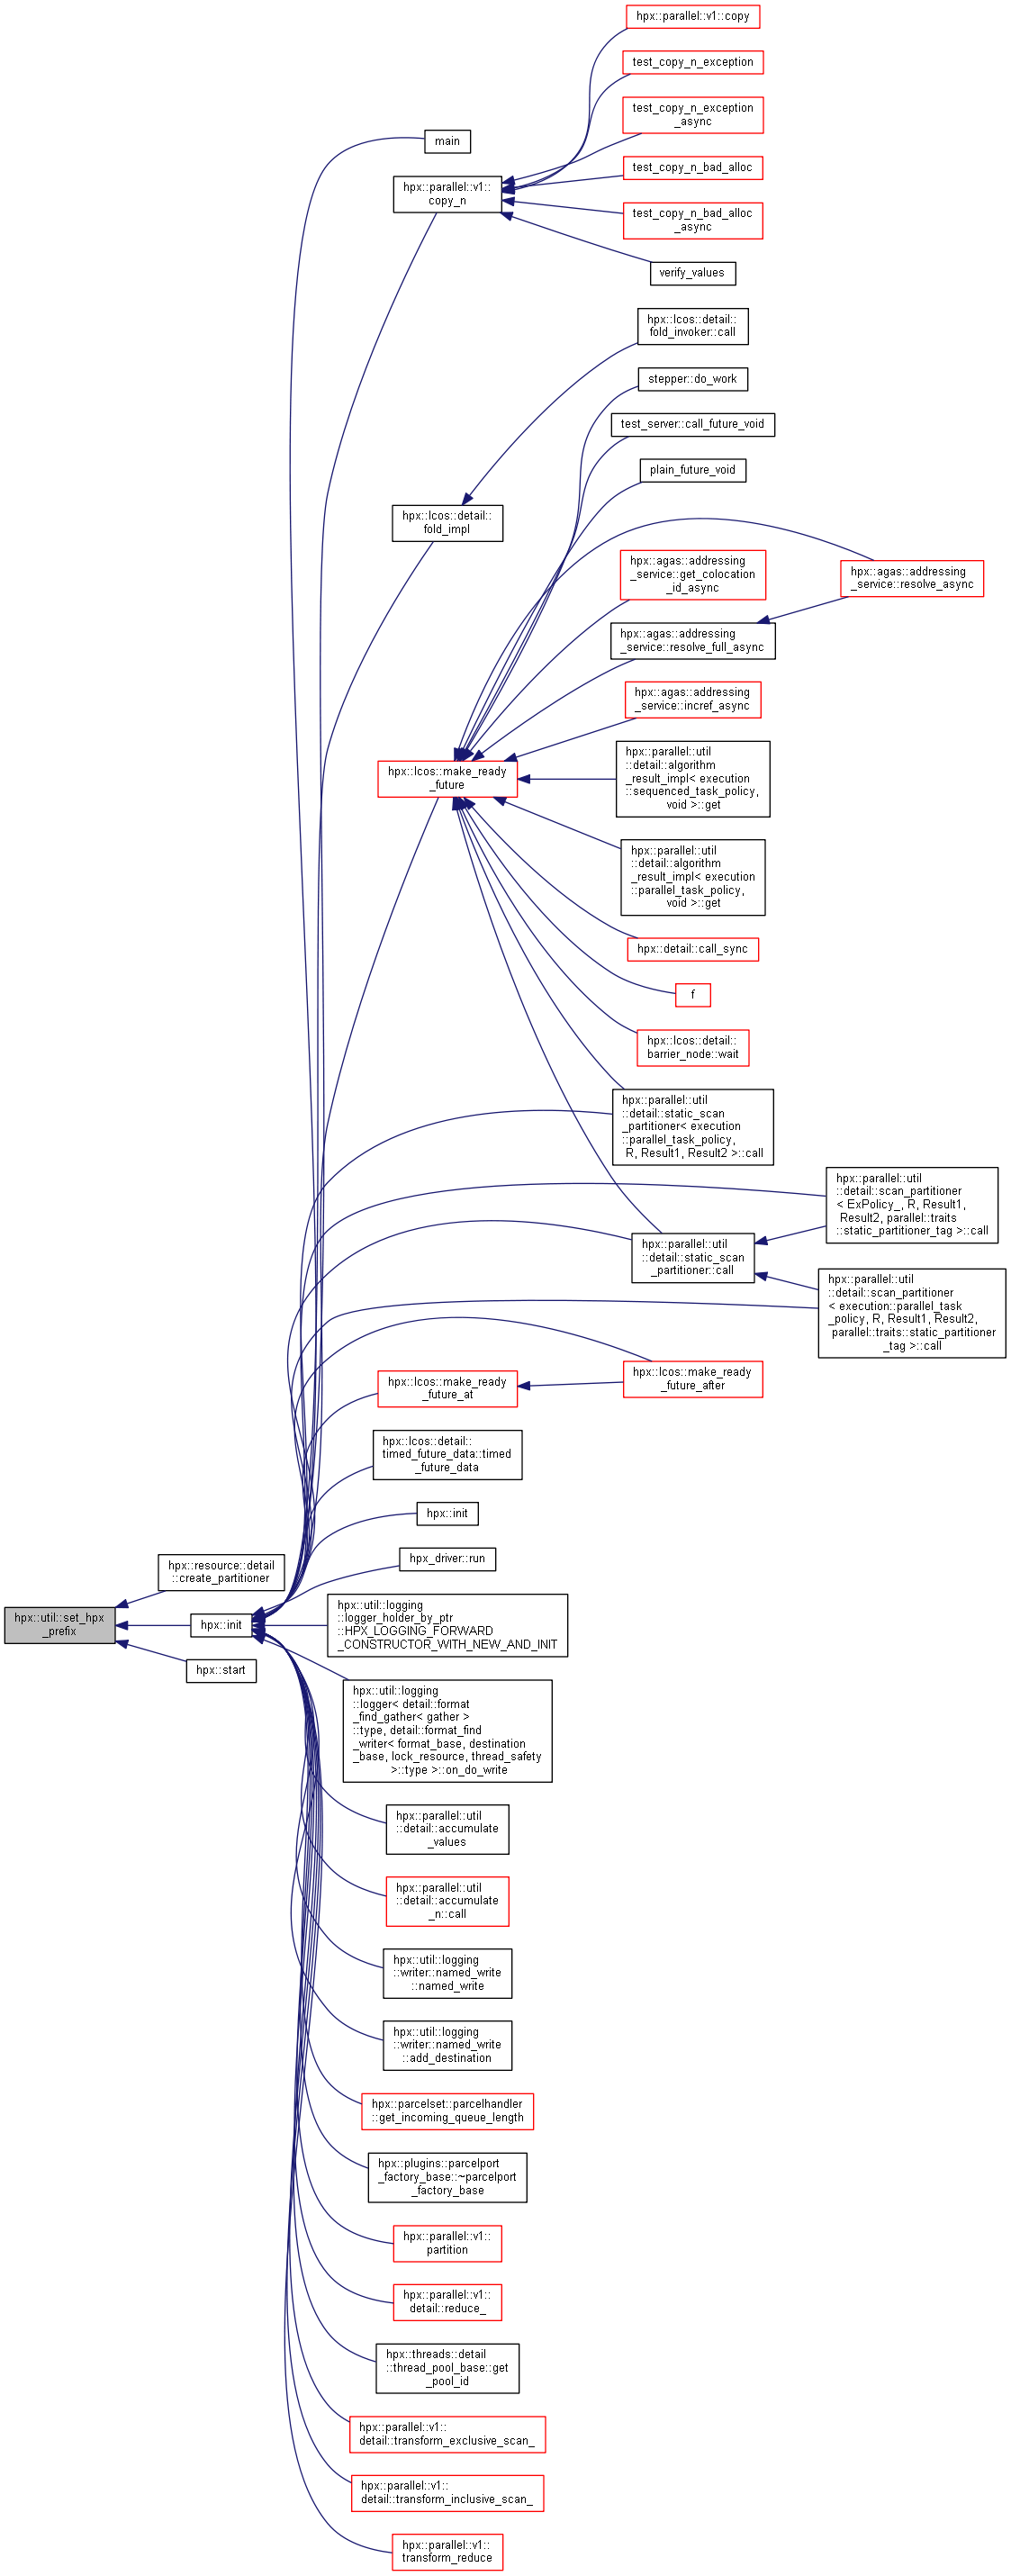 hpx::parallel::v1::copy
test_copy_n_exception
test_copy_n_exception
_async
main
test_copy_n_bad_alloc
hpx::parallel::v1::
copy_n
test_copy_n_bad_alloc
_async
verify_values
hpx::lcos::detail::
fold_invoker::call
stepper::do_work
test_server::call_future_void
plain_future_void
hpx::lcos::detail::
fold_impl
hpx::agas::addressing
_service::get_colocation
_id_async
hpx::agas::addressing
_service::resolve_async
hpx::agas::addressing
_service::resolve_full_async
hpx::agas::addressing
_service::incref_async
hpx::lcos::make_ready
_future
hpx::parallel::util
::detail::algorithm
_result_impl< execution
::sequenced_task_policy,
void >::get
hpx::parallel::util
::detail::algorithm
_result_impl< execution
::parallel_task_policy,
void >::get
hpx::detail::call_sync
f
hpx::lcos::detail::
barrier_node::wait
hpx::parallel::util
::detail::static_scan
_partitioner< execution
::parallel_task_policy,
R, Result1, Result2 >::call
hpx::parallel::util
::detail::scan_partitioner
< ExPolicy_, R, Result1,
Result2, parallel::traits
::static_partitioner_tag >::call
hpx::parallel::util
::detail::static_scan
_partitioner::call
hpx::parallel::util
::detail::scan_partitioner
< execution::parallel_task
_policy, R, Result1, Result2,
parallel::traits::static_partitioner
_tag >::call
hpx::lcos::make_ready
_future_at
hpx::lcos::make_ready
_future_after
hpx::lcos::detail::
timed_future_data::timed
_future_data
hpx::init
hpx_driver::run
hpx::resource::detail
::create_partitioner
hpx::util::set_hpx
_prefix
hpx::init
hpx::start
hpx::util::logging
::logger_holder_by_ptr
::HPX_LOGGING_FORWARD
_CONSTRUCTOR_WITH_NEW_AND_INIT
hpx::util::logging
::logger< detail::format
_find_gather< gather >
::type, detail::format_find
_writer< format_base, destination
_base, lock_resource, thread_safety
>::type >::on_do_write
hpx::parallel::util
::detail::accumulate
_values
hpx::parallel::util
::detail::accumulate
_n::call
hpx::util::logging
::writer::named_write
::named_write
hpx::util::logging
::writer::named_write
::add_destination
hpx::parcelset::parcelhandler
::get_incoming_queue_length
hpx::plugins::parcelport
_factory_base::~parcelport
_factory_base
hpx::parallel::v1::
partition
hpx::parallel::v1::
detail::reduce_
hpx::threads::detail
::thread_pool_base::get
_pool_id
hpx::parallel::v1::
detail::transform_exclusive_scan_
hpx::parallel::v1::
detail::transform_inclusive_scan_
hpx::parallel::v1::
transform_reduce